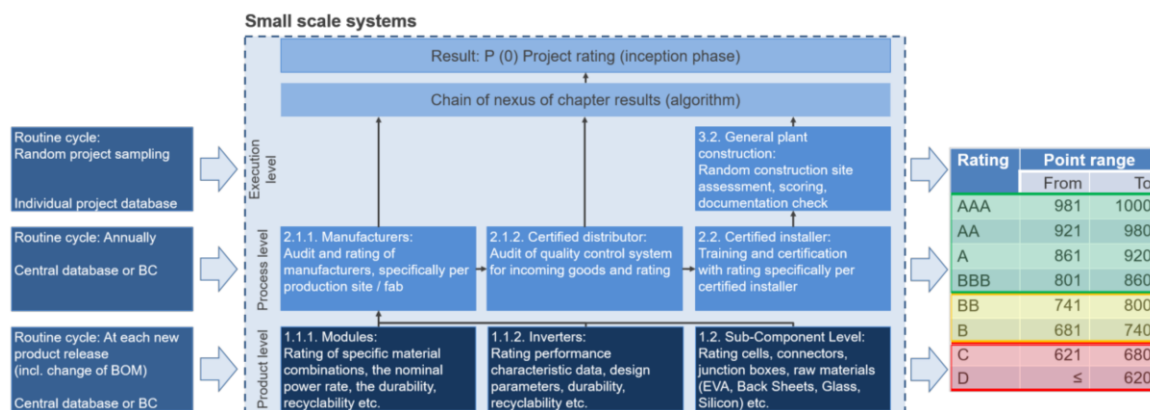 Small scale systems
Result: P (0) Project rating (inception phase)
Chain of nexus of chapter results (algorithm)
Routine cycle:
Random project sampling
Individual project database
Execution
level
3.2. General plant
construction:
Random construction site
assessment, scoring,
documentation check
Routine cycle: Annually
Central database or BC
Process level
2.1.1. Manufacturers:
Audit and rating of
manufacturers, specifically per
production site / fab
2.1.2. Certified distributor:
Audit of quality control system
for incoming goods and rating
2.2. Certified installer:
Training and certification
with rating specifically per
certified installer
Routine cycle: At each new
product release
(incl. change of BOM)
Central database or BC
Product level
1.1.1. Modules:
Rating of specific material
combinations, the nominal
power rate, the durability,
recyclability etc.
1.1.2. Inverters:
Rating performance
characteristic data, design
parameters, durability,
recyclability etc.
1.2. Sub-Component Level:
Rating cells, connectors,
junction boxes, raw materials
(EVA, Back Sheets, Glass,
Silicon) etc.
Rating Point range
From To
AAA 981 1000
AA 921 980
A 861 920
BBB 801 860
BB 741 800
B 681 740
C 621 680
D ≤ 620